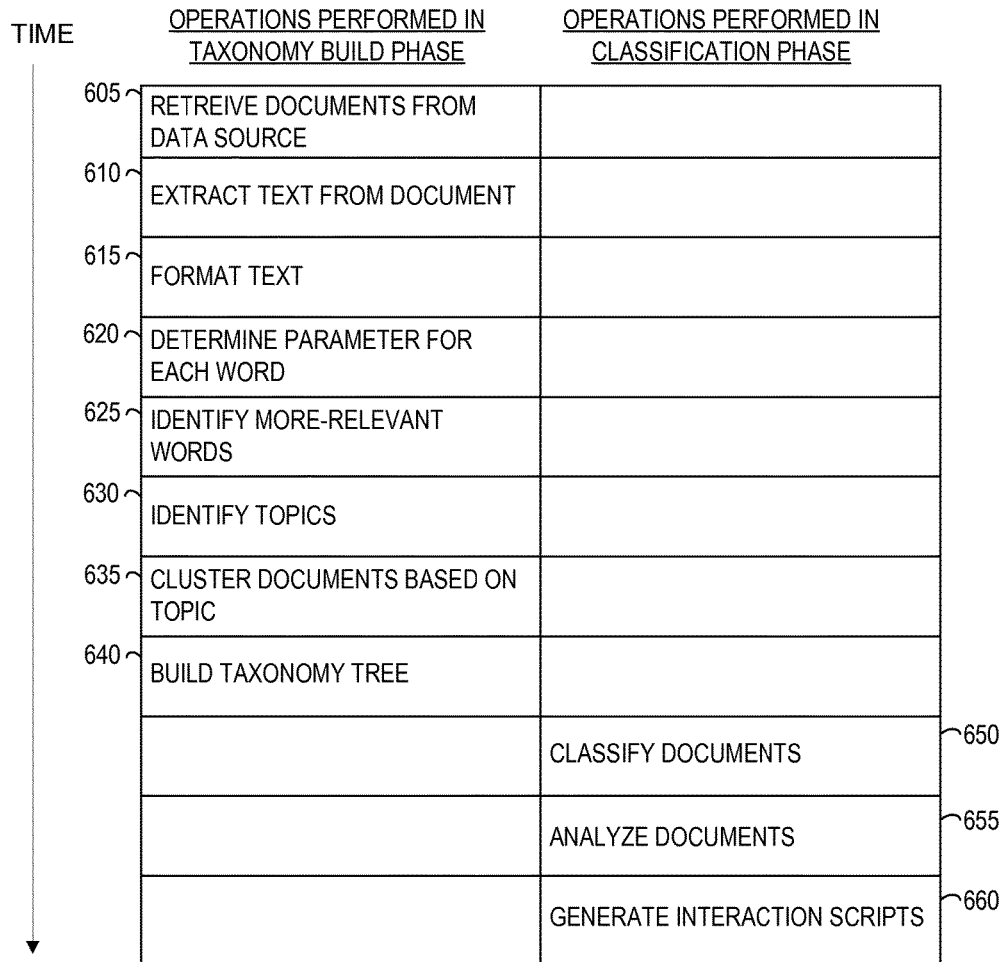 TIME
OPERATIONS PERFORMED IN
TAXONOMY BUILD PHASE
OPERATIONS PERFORMED IN
CLASSIFICATION PHASE
605
RETREIVE DOCUMENTS FROM
DATA SOURCE
610
EXTRACT TEXT FROM DOCUMENT
615
FORMAT TEXT
620
DETERMINE PARAMETER FOR
EACH WORD
625
IDENTIFY MORE-RELEVANT
WORDS
630
IDENTIFY TOPICS
635
CLUSTER DOCUMENTS BASED ON
TOPIC
640
BUILD TAXONOMY TREE
CLASSIFY DOCUMENTS
650
ANALYZE DOCUMENTS
655
GENERATE INTERACTION SCRIPTS
660